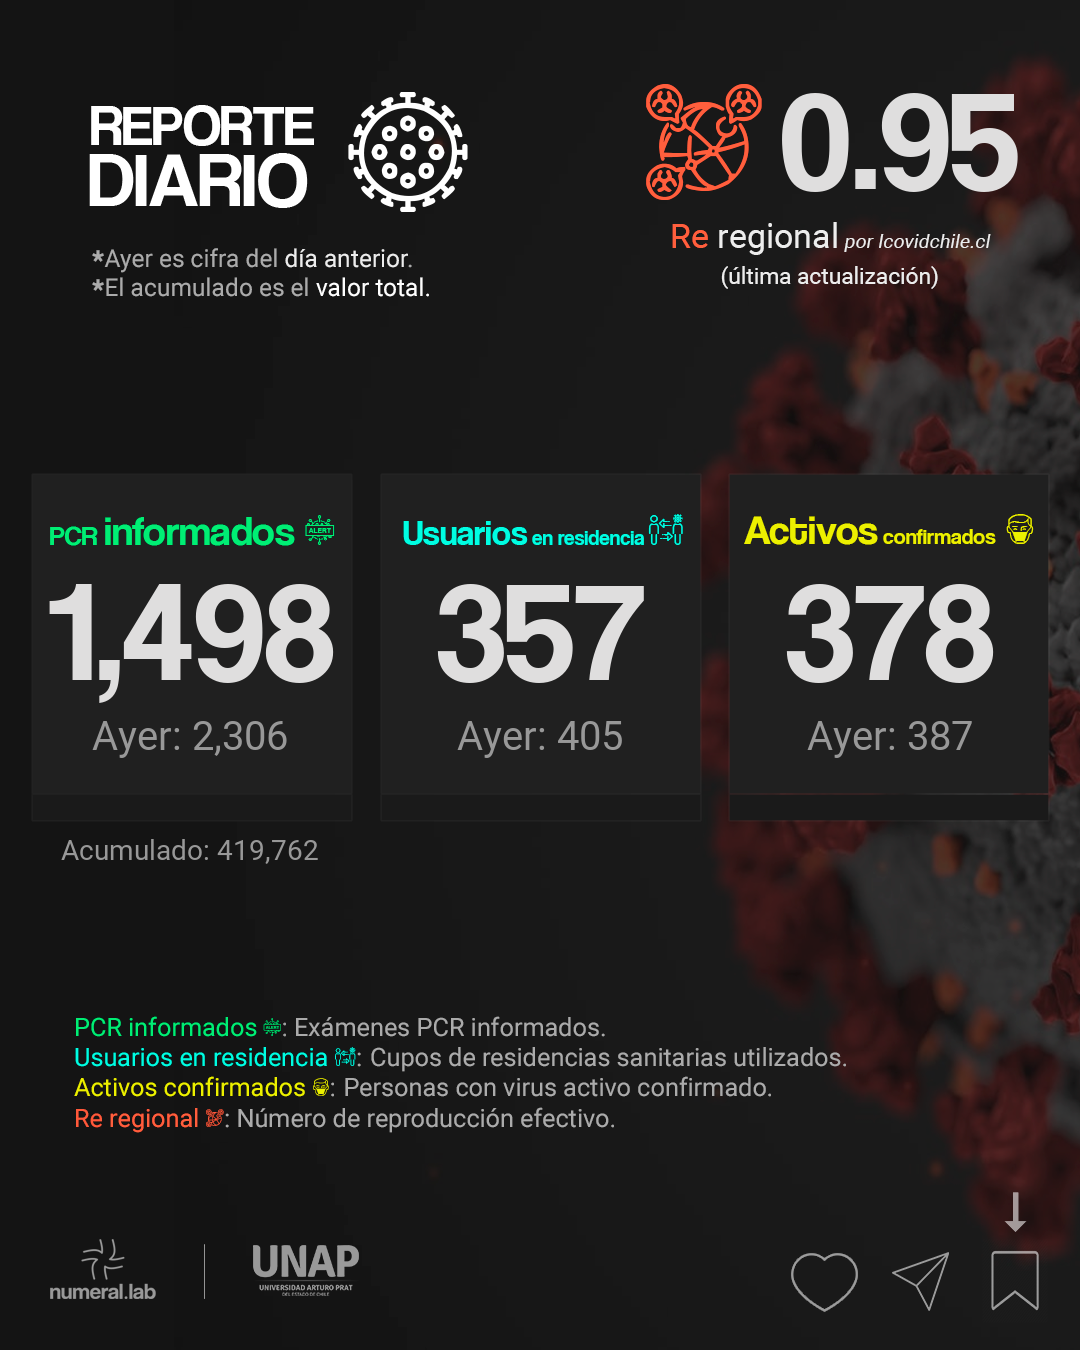 REPORTE
DIARIO
*Ayer es cifra del día anterior.
*El acumulado es el valor total.
0.95
Re regional por Icovidchile.cl
(última actualización)
PCR informados ALERT
1,498
Ayer: 2,306
Acumulado: 419,762
Usuarios en residencia
357
Ayer: 405
Activos confirmados
378
Ayer: 387
PCR informados : Exámenes PCR informados.
Usuarios en residencia : Cupos de residencias sanitarias utilizados.
Activos confirmados : Personas con virus activo confirmado.
Re regional : Número de reproducción efectivo.
numeral.lab
UNAP
UNIVERSIDAD ARTURO PRAT
DEL ESTADO DE CHILE